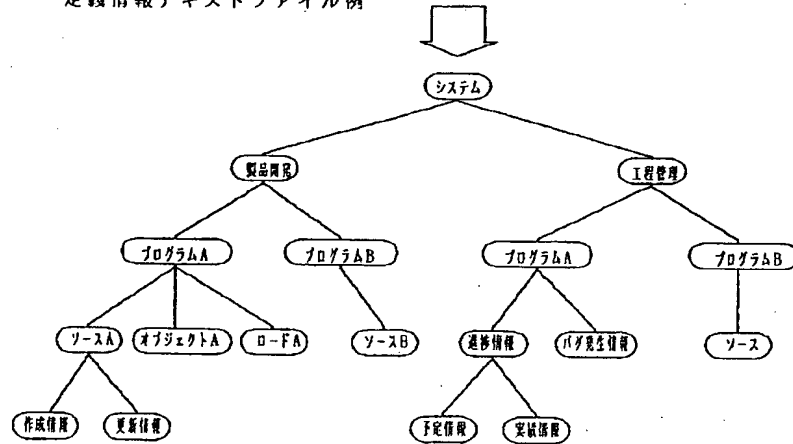 定義情報テキストファイル例
システム
製品開発 工程管理
プログラムA プログラムB プログラムA プログラムB
ソースA オブジェクトA ロードA ソースB 進捗情報 バグ発生情報 ソース
作成情報 更新情報 予定情報 実績情報